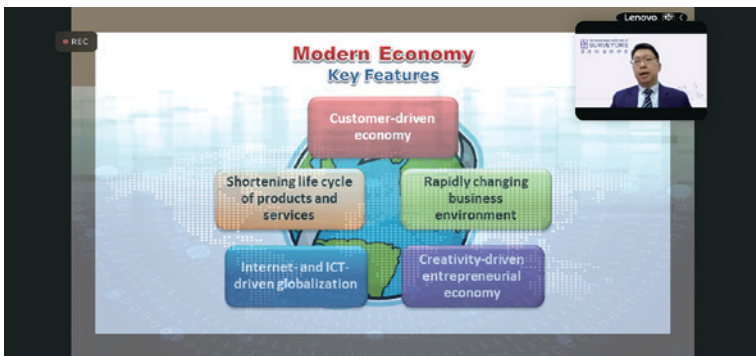 Lenovo
REC
Modern Economy
Key Features
SURVEYORS
Customer-driven
economy
Shortening life cycle
of products and
services
Rapidly changing
business
environment
Internet- and ICT-
driven globalization
Creativity-driven
entrepreneurial
economy